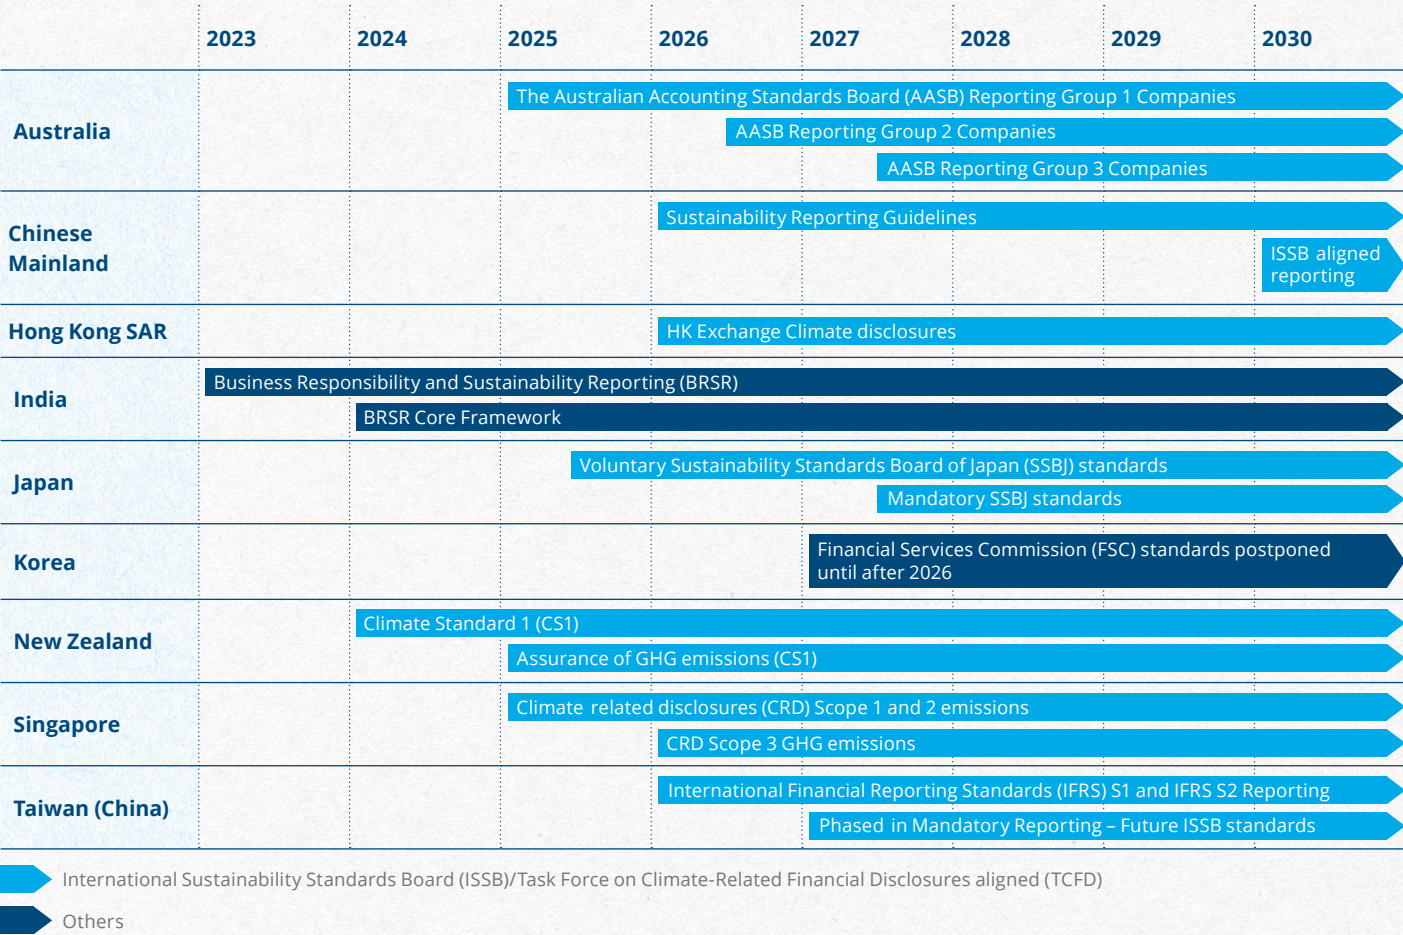 2023 2024 2025 2026 2027 2028 2029 2030
Australia
The Australian Accounting Standards Board (AASB) Reporting Group 1 Companies
AASB Reporting Group 2 Companies
AASB Reporting Group 3 Companies
Chinese
Mainland
Sustainability Reporting Guidelines
ISSB aligned
reporting
Hong Kong SAR
HK Exchange Climate disclosures
India
Business Responsibility and Sustainability Reporting (BRSR)
BRSR Core Framework
Japan
Voluntary Sustainability Standards Board of Japan (SSBJ) standards
Mandatory SSBJ standards
Korea
Financial Services Commission (FSC) standards postponed
until after 2026
New Zealand
Climate Standard 1 (CS1)
Assurance of GHG emissions (CS1)
Singapore
Climate related disclosures (CRD) Scope 1 and 2 emissions
CRD Scope 3 GHG emissions
Taiwan (China)
International Financial Reporting Standards (IFRS) S1 and IFRS S2 Reporting
Phased in Mandatory Reporting – Future ISSB standards
International Sustainability Standards Board (ISSB)/Task Force on Climate-Related Financial Disclosures aligned (TCFD)
Others